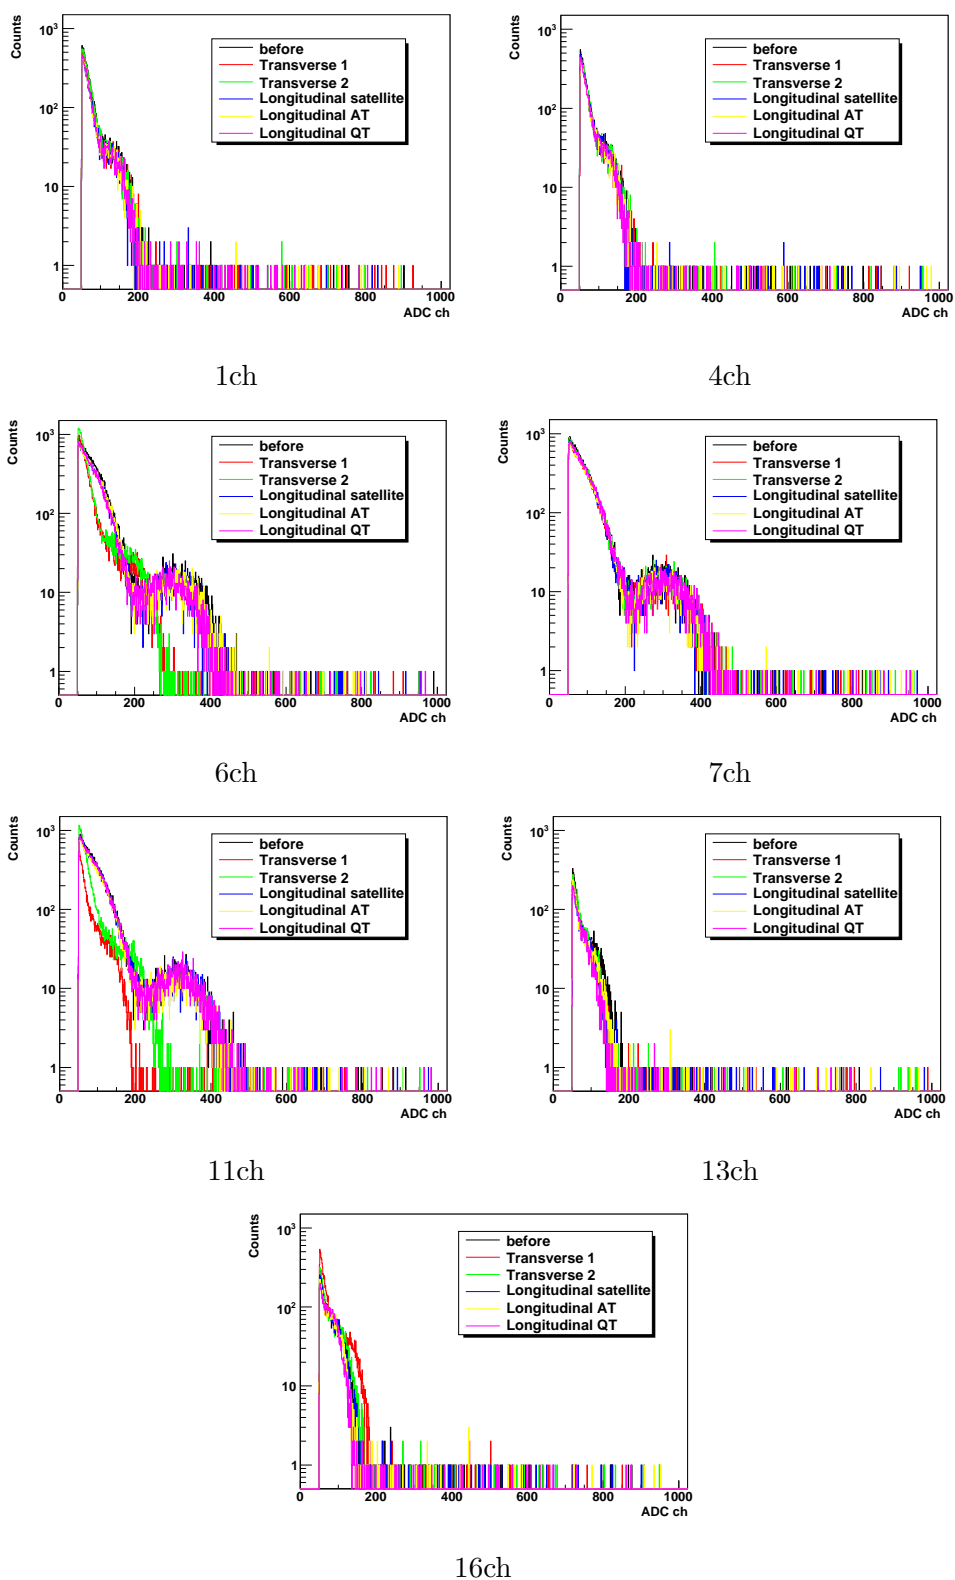 Counts
10³
10²
10
1
before
Transverse 1
Transverse 2
Longitudinal satellite
Longitudinal AT
Longitudinal QT
0 200 400 600 800 1000
ADC ch
1ch
Counts
10³
10²
10
1
before
Transverse 1
Transverse 2
Longitudinal satellite
Longitudinal AT
Longitudinal QT
0 200 400 600 800 1000
ADC ch
4ch
Counts
10³
10²
10
1
before
Transverse 1
Transverse 2
Longitudinal satellite
Longitudinal AT
Longitudinal QT
0 200 400 600 800 1000
ADC ch
6ch
Counts
10³
10²
10
1
before
Transverse 1
Transverse 2
Longitudinal satellite
Longitudinal AT
Longitudinal QT
0 200 400 600 800 1000
ADC ch
7ch
Counts
10³
10²
10
1
before
Transverse 1
Transverse 2
Longitudinal satellite
Longitudinal AT
Longitudinal QT
0 200 400 600 800 1000
ADC ch
11ch
Counts
10³
10²
10
1
before
Transverse 1
Transverse 2
Longitudinal satellite
Longitudinal AT
Longitudinal QT
0 200 400 600 800 1000
ADC ch
13ch
Counts
10³
10²
10
1
before
Transverse 1
Transverse 2
Longitudinal satellite
Longitudinal AT
Longitudinal QT
0 200 400 600 800 1000
ADC ch
16ch